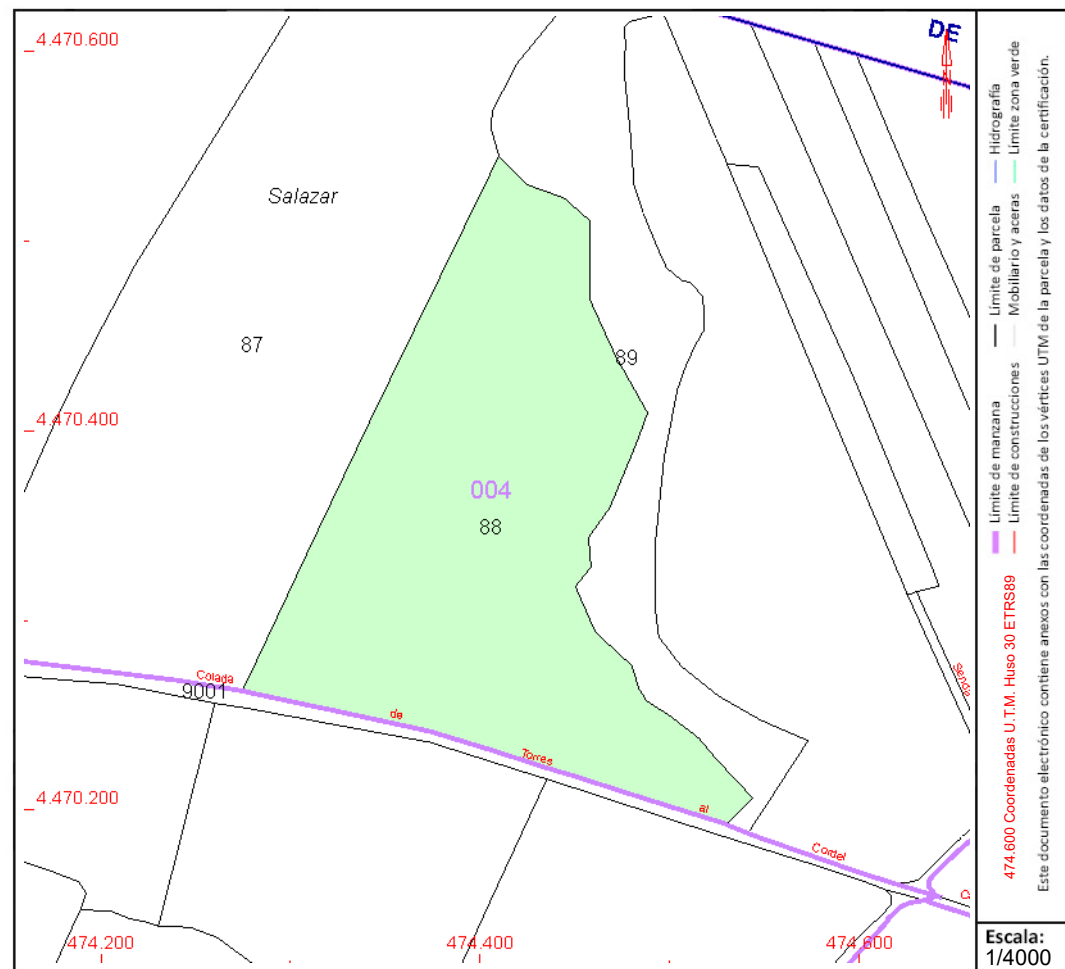 4.470.600
DE
Salazar
87
89
4.470.400
004
88
Colada
9001
de
Torres
4.470.200
al
Cordel
Senda
474.200
474.400
474.600
474.600 Coordenadas U.T.M. Huso 30 ETRS89
Límite de manzana
Límite de parcela
Hidrografía
Límite de construcciones
Mobiliario y aceras
Límite zona verde
Este documento electrónico contiene anexos con las coordenadas de los vértices UTM de la parcela y los datos de la certificación.
Escala:
1/4000